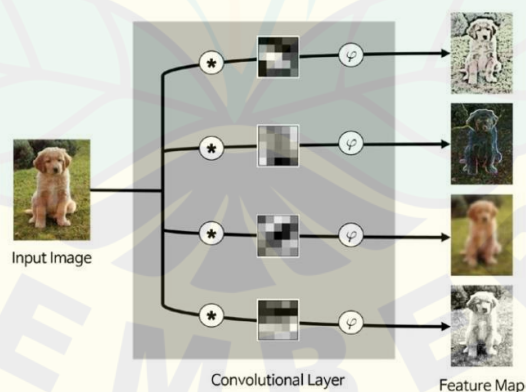 *
φ
*
φ
Input Image
*
φ
*
φ
Convolutional Layer
Feature Map